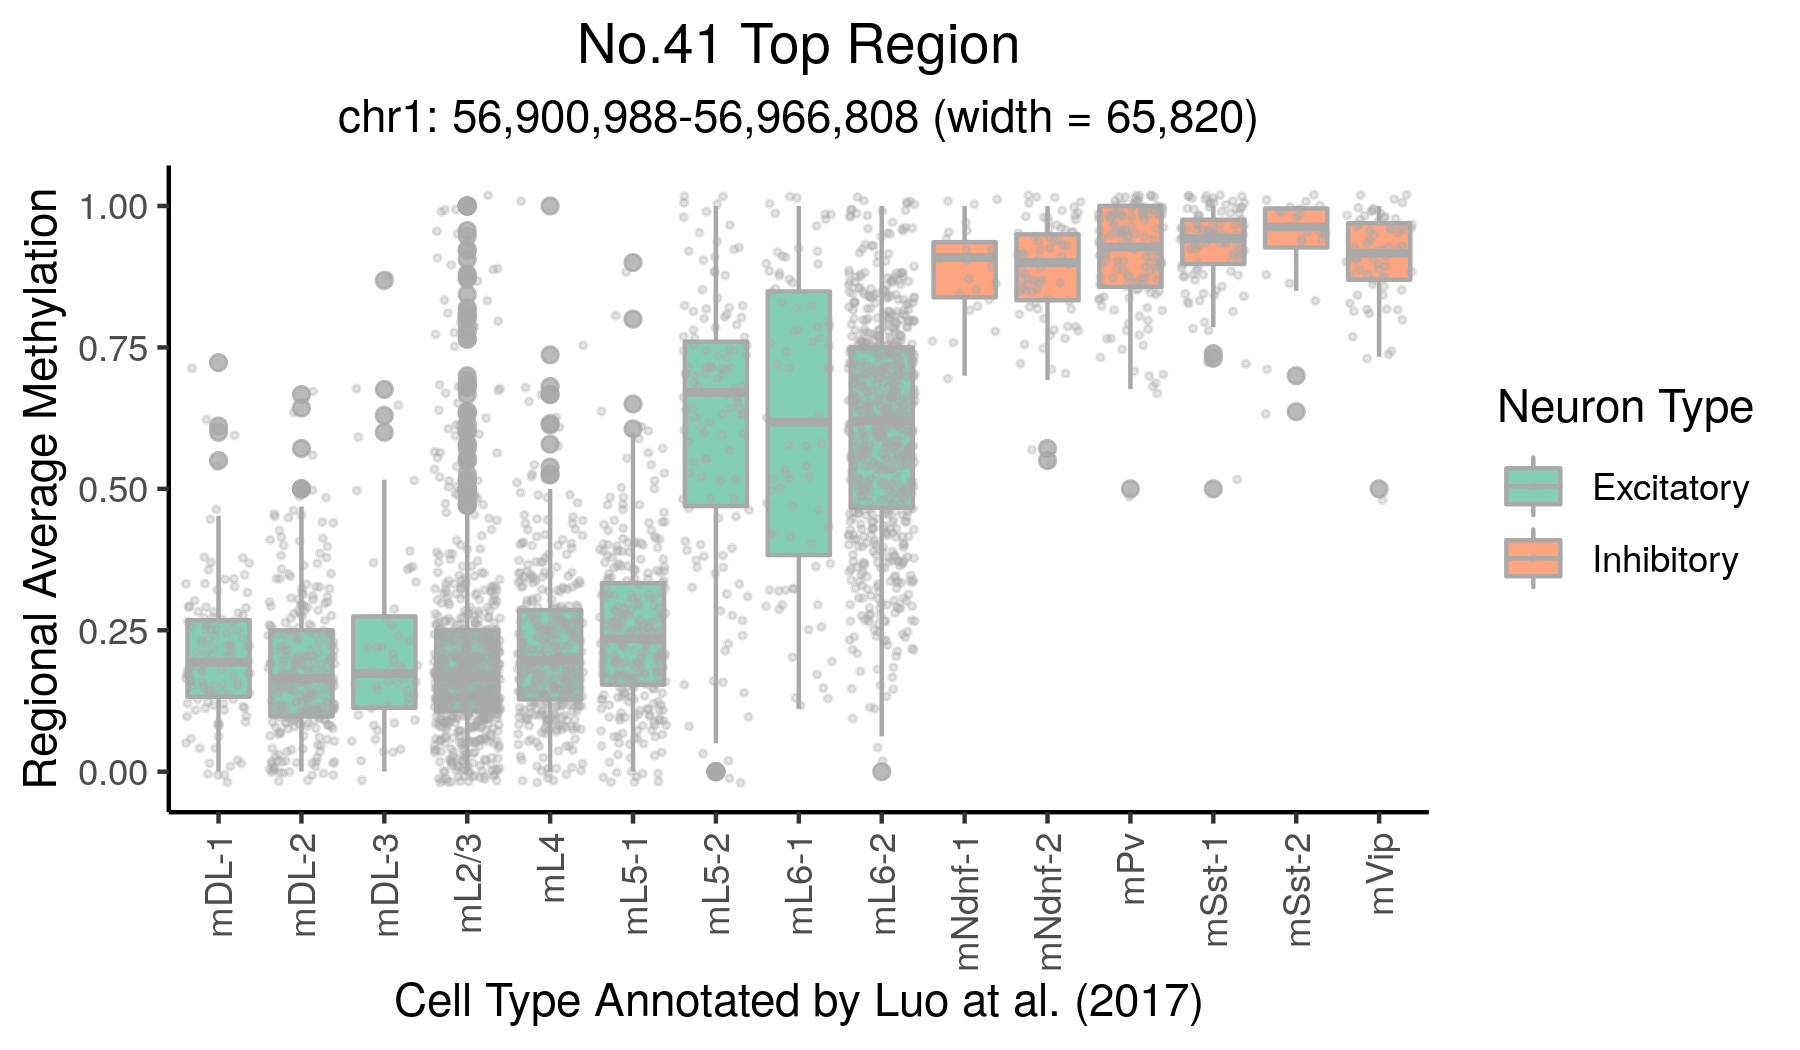 No.41 Top Region
chr1: 56,900,988-56,966,808 (width = 65,820)
Regional Average Methylation
1.00
0.75
0.50
0.25
0.00
mDL-1
mDL-2
mDL-3
mL2/3
mL4
mL5-1
mL5-2
mL6-1
mL6-2
mNdnf-1
mNdnf-2
mPv
mSst-1
mSst-2
mVip
Cell Type Annotated by Luo at al. (2017)
Neuron Type
Excitatory
Inhibitory